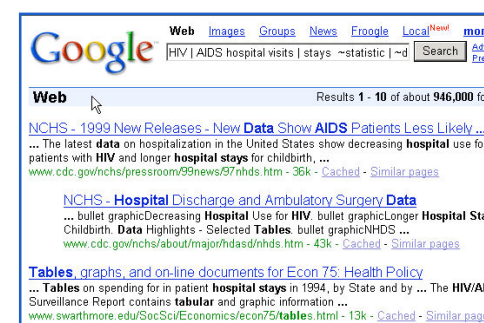 Web Images Groups News Froogle Local New! mor
Google
HIV | AIDS hospital visits | stays ~statistic | ~d Search
Web Results 1 - 10 of about 946,000 fo
NCHS - 1999 New Releases - New Data Show AIDS Patients Less Likely ...
... The latest data on hospitalization in the United States show decreasing hospital use fo
patients with HIV and longer hospital stays for childbirth, ...
www.cdc.gov/nchs/pressroom/99news/97nhds.htm - 36k - Cached - Similar pages
NCHS - Hospital Discharge and Ambulatory Surgery Data
... bullet graphicDecreasing Hospital Use for HIV. bullet graphicLonger Hospital Sta
Childbirth. Data Highlights - Selected Tables. bullet graphicNHDS ...
www.cdc.gov/nchs/about/major/hdasd/nhds.htm - 43k - Cached - Similar pages
Tables, graphs, and on-line documents for Econ 75: Health Policy
... Tables on spending for in patient hospital stays in 1994, by State and by ... The HIV/AI
Surveillance Report contains tabular and graphic information ...
www.swarthmore.edu/SocSci/Economics/econ75/tables.html - 13k - Cached - Similar pag